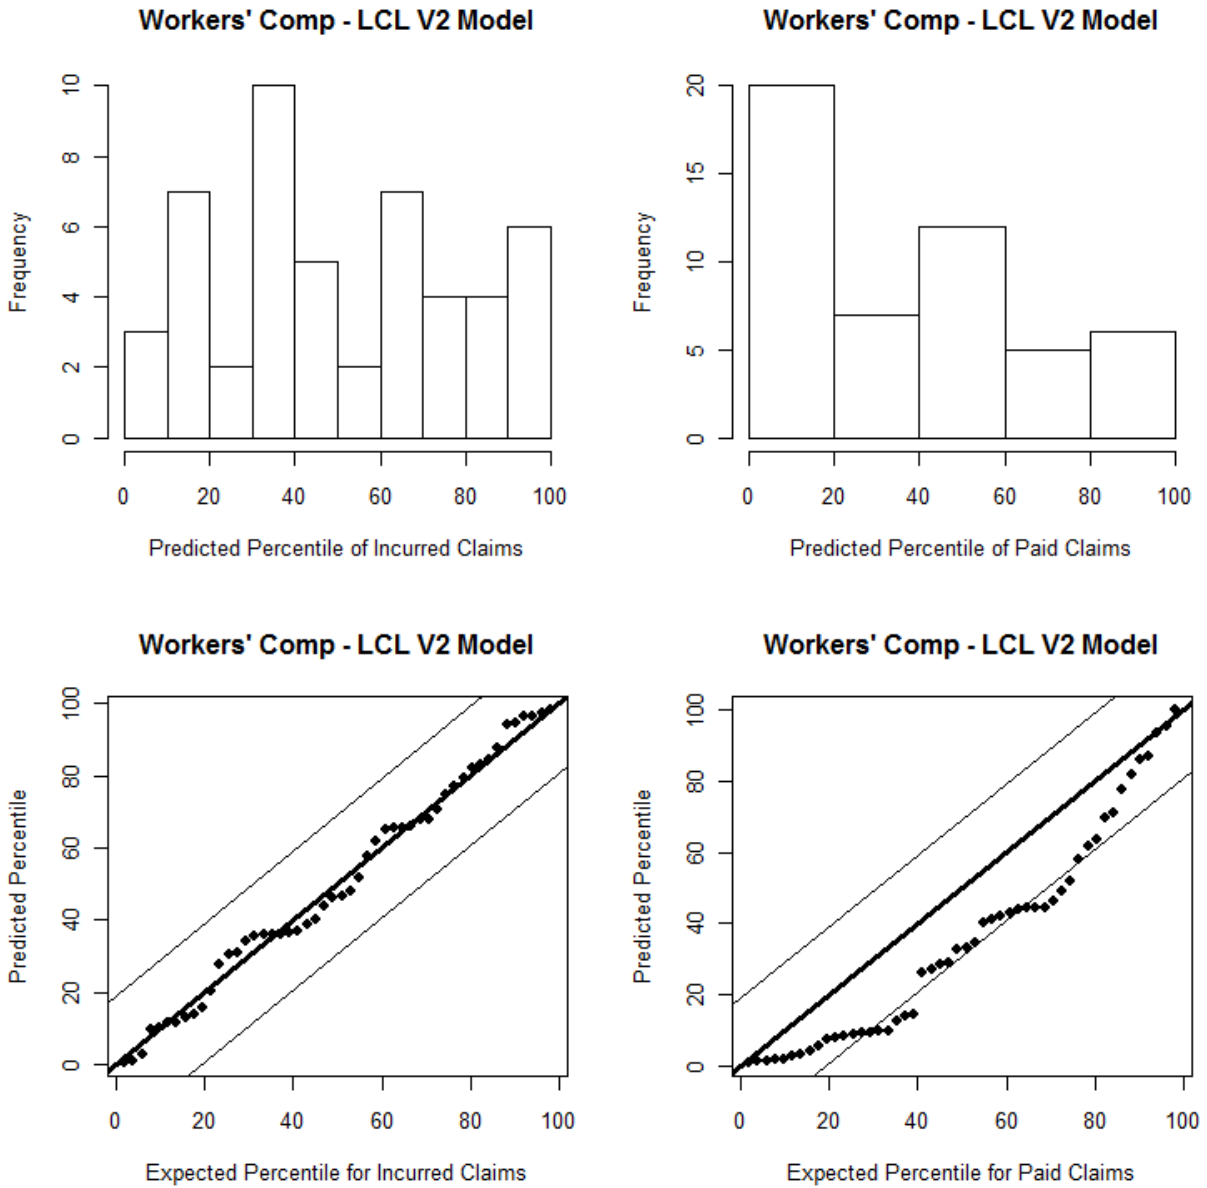 Workers' Comp - LCL V2 Model
Frequency
10
8
6
4
2
0
0 20 40 60 80 100
Predicted Percentile of Incurred Claims
Workers' Comp - LCL V2 Model
Frequency
20
15
10
5
0
0 20 40 60 80 100
Predicted Percentile of Paid Claims
Workers' Comp - LCL V2 Model
Predicted Percentile
100
80
60
40
20
0
0 20 40 60 80 100
Expected Percentile for Incurred Claims
Workers' Comp - LCL V2 Model
Predicted Percentile
100
80
60
40
20
0
0 20 40 60 80 100
Expected Percentile for Paid Claims